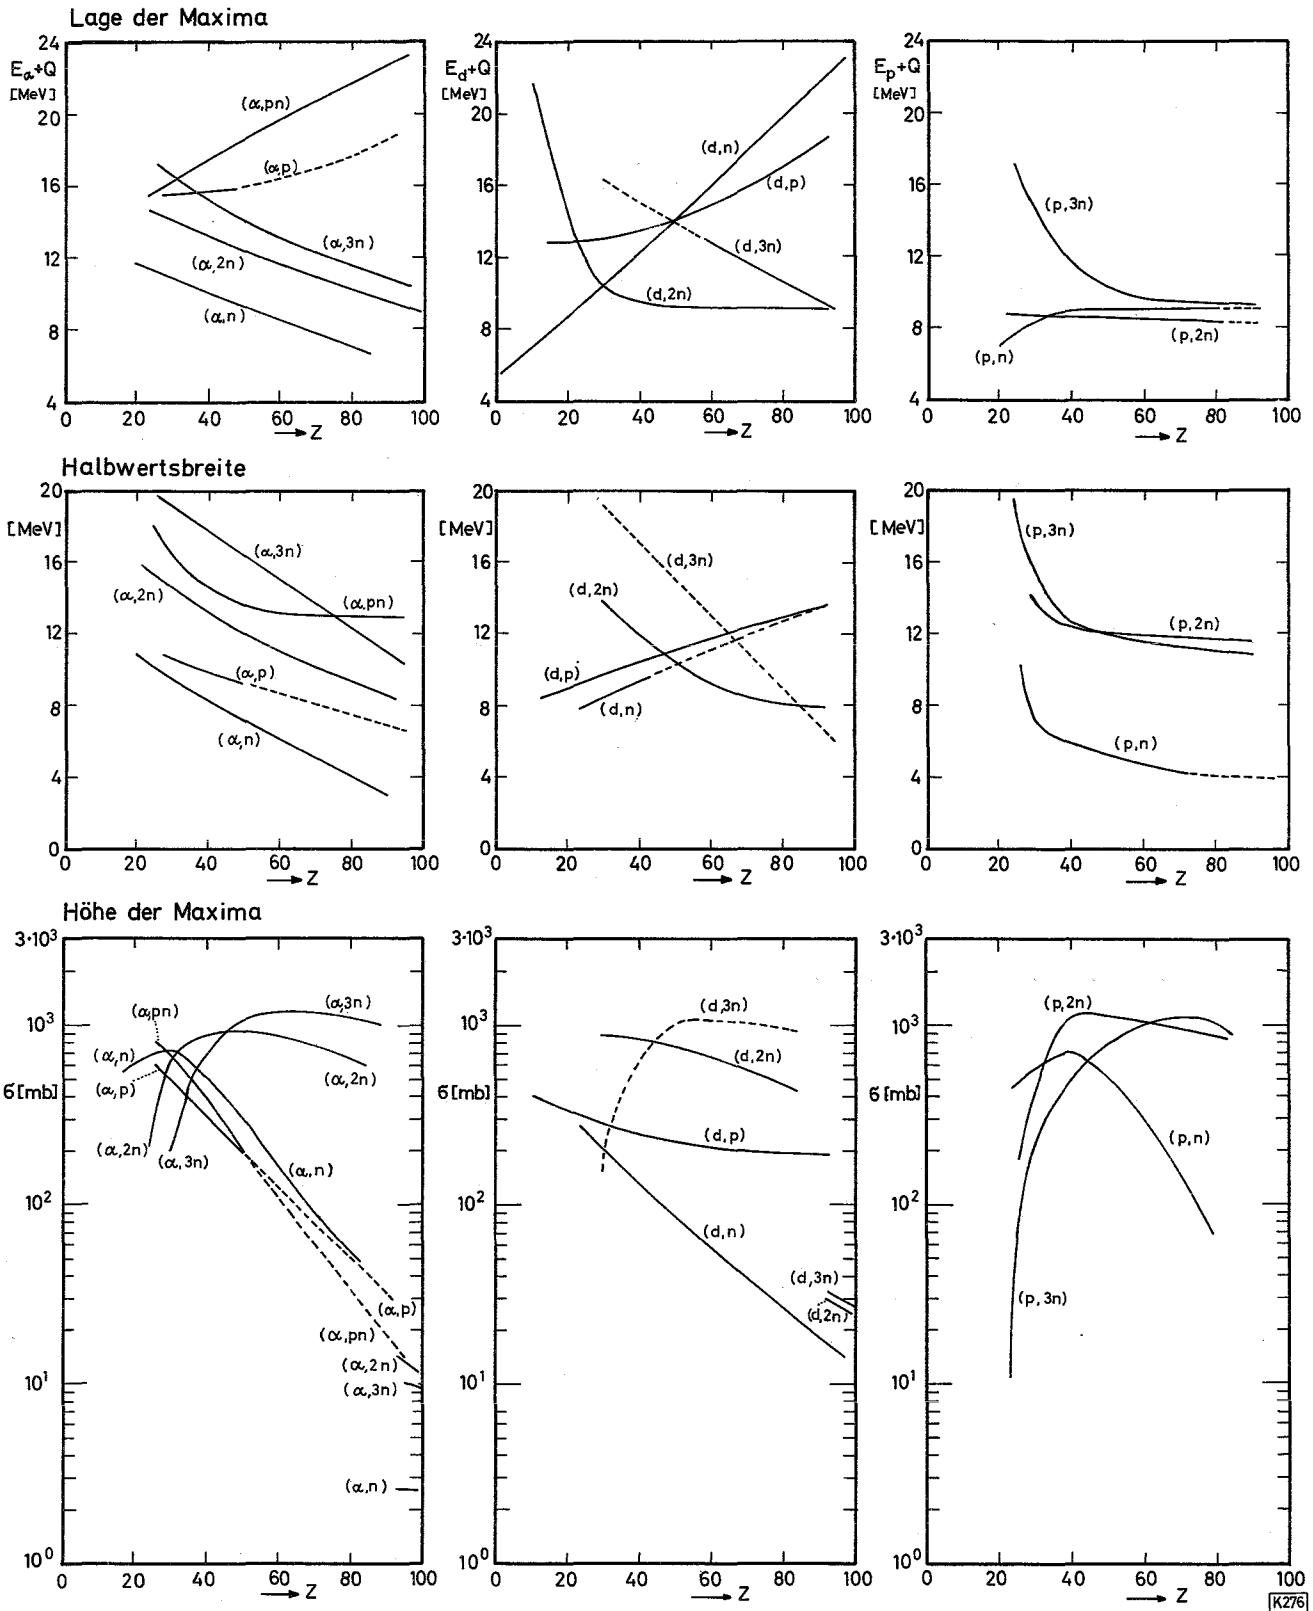 Lage der Maxima
Eα+Q
[MeV]
24
20
16
12
8
4
(α,pn)
(α,p)
(α,3n)
(α,2n)
(α,n)
0 20 40 60 80 100
→ Z
Ed+Q
[MeV]
24
20
16
12
8
4
(d,n)
(d,p)
(d,3n)
(d,2n)
0 20 40 60 80 100
→ Z
Ep+Q
[MeV]
24
20
16
12
8
4
(p,3n)
(p,n)
(p,2n)
0 20 40 60 80 100
→ Z
Halbwertsbreite
[MeV]
20
16
12
8
4
0
(α,3n)
(α,2n)
(α,pn)
(α,p)
(α,n)
0 20 40 60 80 100
→ Z
[MeV]
20
16
12
8
4
0
(d,3n)
(d,2n)
(d,p)
(d,n)
0 20 40 60 80 100
→ Z
[MeV]
20
16
12
8
4
0
(p,3n)
(p,2n)
(p,n)
0 20 40 60 80 100
→ Z
Höhe der Maxima
3·10³
10³
б[mb]
10²
10¹
10⁰
(α,pn)
(α,3n)
(α,n)
(α,p)
(α,2n)
(α,2n)
(α,3n)
(α,n)
(α,p)
(α,pn)
(α,2n)
(α,3n)
(α,n)
0 20 40 60 80 100
→ Z
3·10³
10³
б[mb]
10²
10¹
10⁰
(d,3n)
(d,2n)
(d,p)
(d,n)
(d,3n)
(d,2n)
0 20 40 60 80 100
→ Z
3·10³
10³
б[mb]
10²
10¹
10⁰
(p,2n)
(p,n)
(p,3n)
0 20 40 60 80 100
→ Z
K276